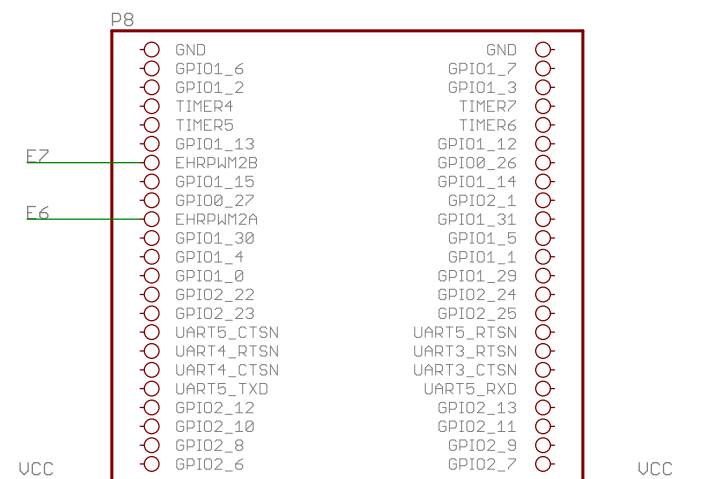 P8
GND GND
GPIO1_6 GPIO1_7
GPIO1_2 GPIO1_3
TIMER4 TIMER7
TIMER5 TIMER6
GPIO1_13 GPIO1_12
E7 EHRPWM2B GPIO0_26
GPIO1_15 GPIO1_14
GPIO0_27 GPIO2_1
E6 EHRPWM2A GPIO1_31
GPIO1_30 GPIO1_5
GPIO1_4 GPIO1_1
GPIO1_0 GPIO1_29
GPIO2_22 GPIO2_24
GPIO2_23 GPIO2_25
UART5_CTSN UART5_RTSN
UART4_RTSN UART3_RTSN
UART4_CTSN UART3_CTSN
UART5_TXD UART5_RXD
GPIO2_12 GPIO2_13
GPIO2_10 GPIO2_11
GPIO2_8 GPIO2_9
GPIO2_6 GPIO2_7
VCC VCC